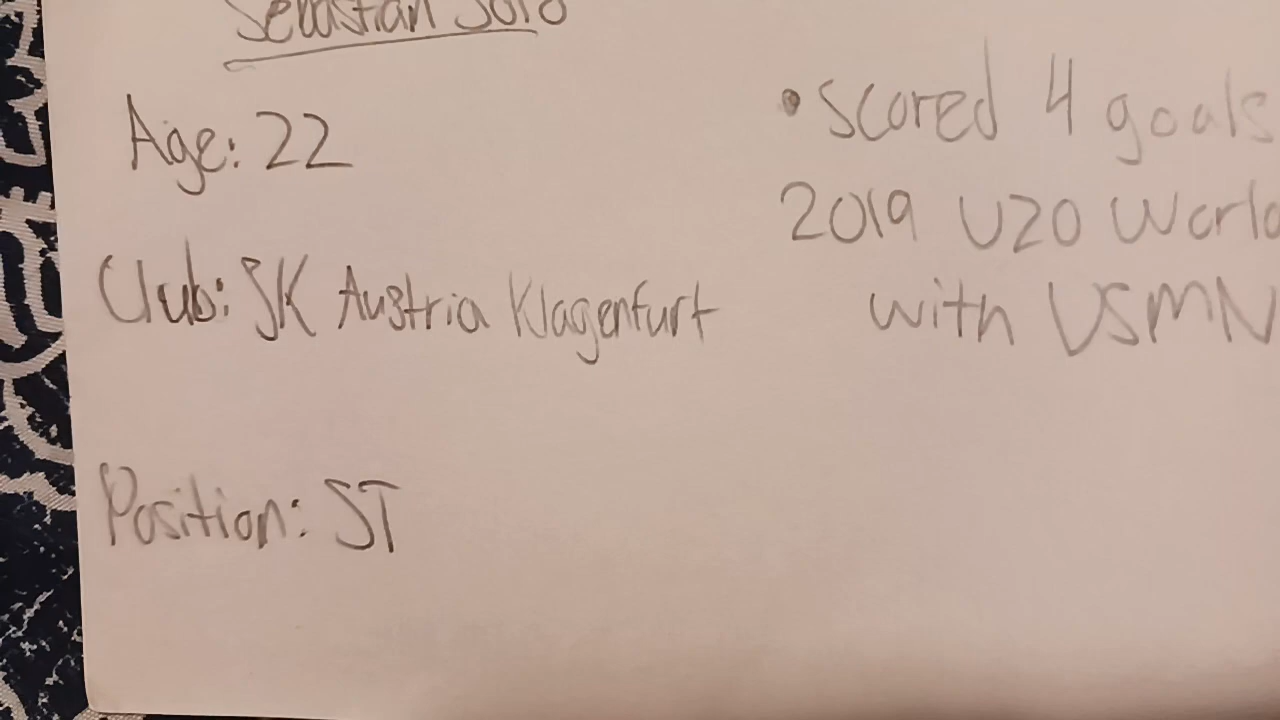 Sebastian Soto
Age: 22
Club: SK Austria Klagenfurt
Position: ST
• scored 4 goals
2019 U20 World
with USMN